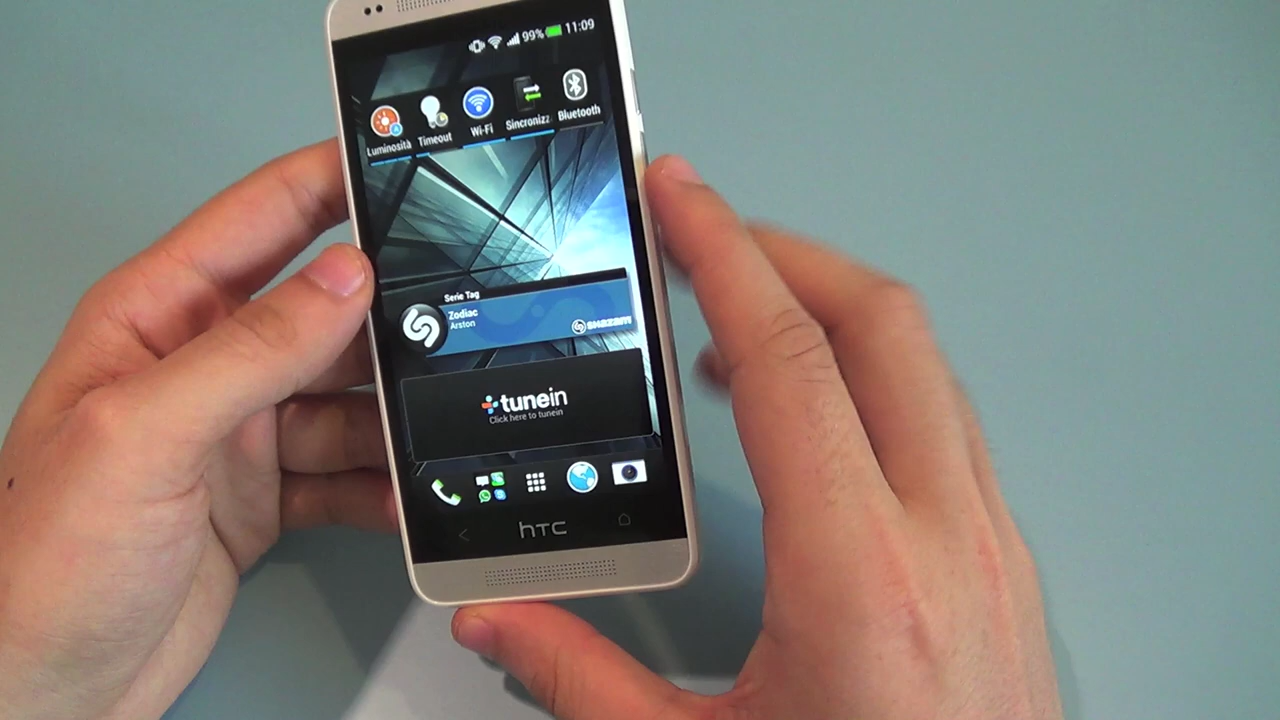 99% 11:09
Luminosità Timeout Wi-Fi Sincronizz Bluetooth
Serie Tag
Zodiac
Arston
SHAZAM
tunein
Click here to tunein
hTC